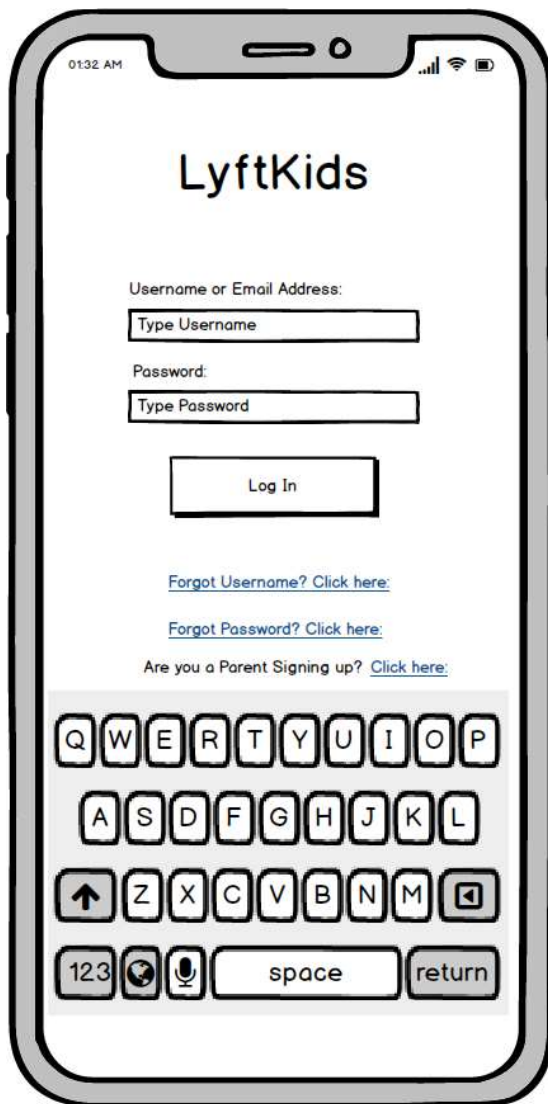 01:32 AM
LyftKids
Username or Email Address:
Type Username
Password:
Type Password
Log In
Forgot Username? Click here:
Forgot Password? Click here:
Are you a Parent Signing up? Click here:
Q W E R T Y U I O P
A S D F G H J K L
Z X C V B N M
123 space return